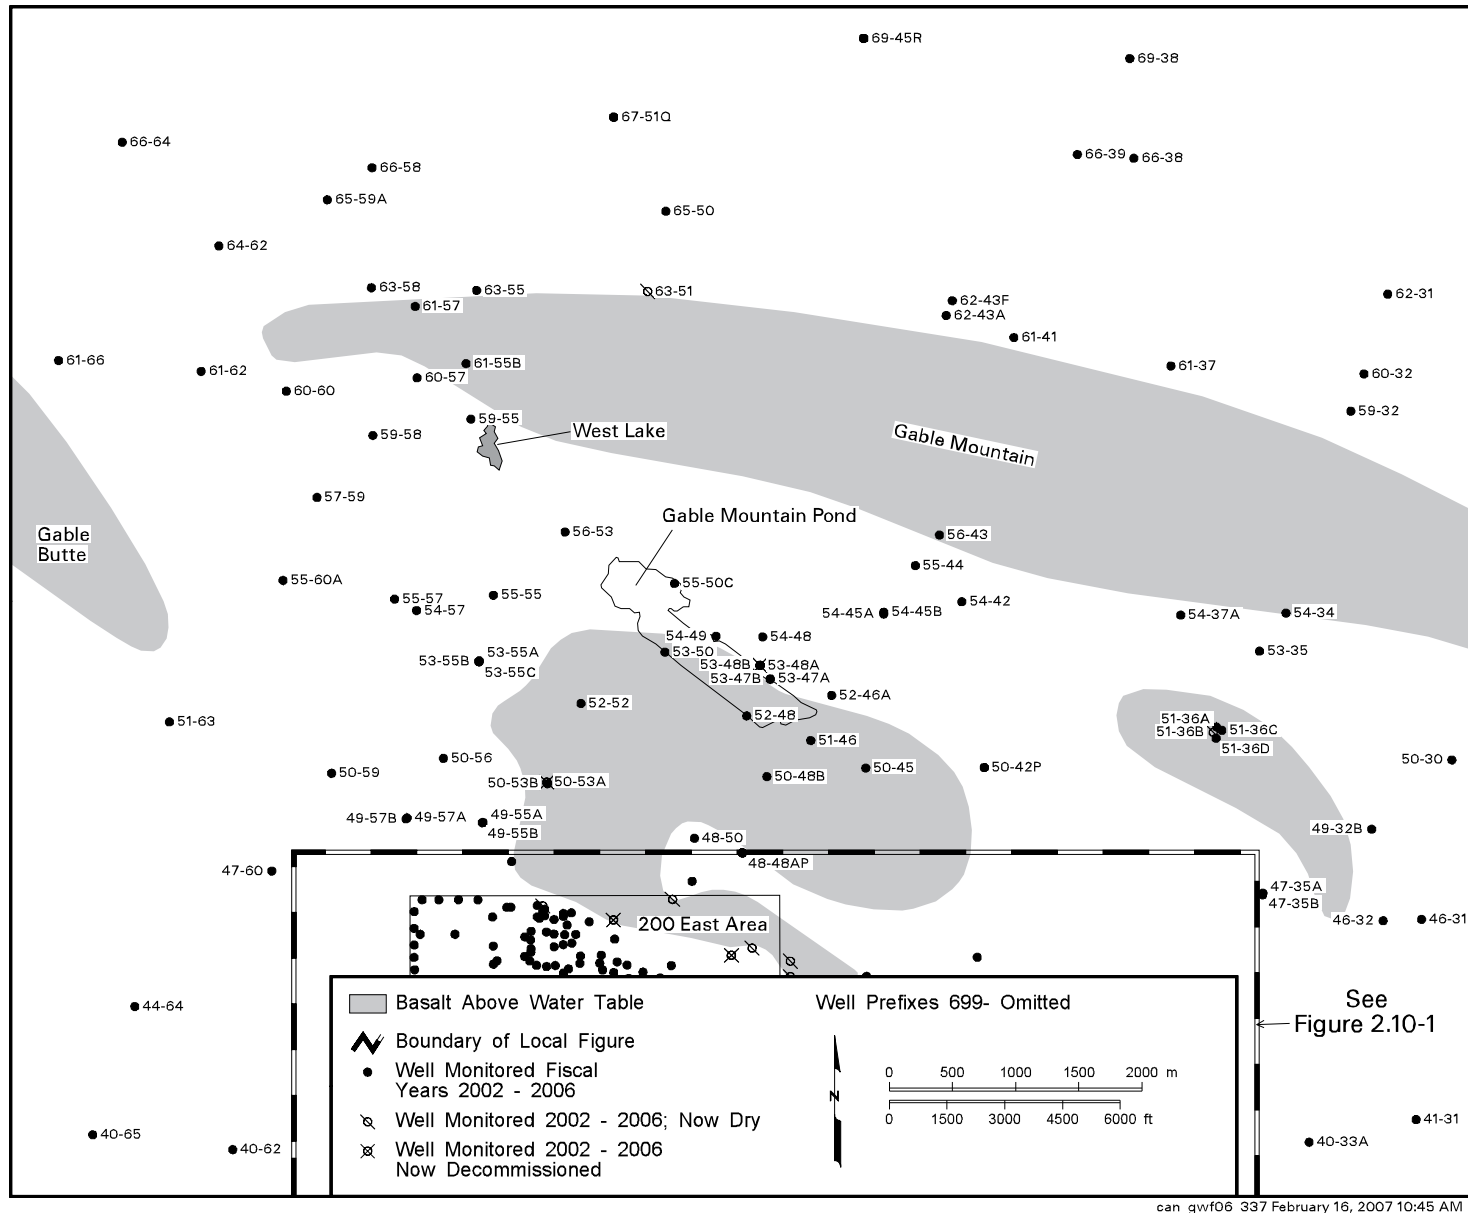 69-45R
69-38
67-51Q
66-64
66-58
66-39
66-38
65-59A
65-50
64-62
63-58
63-55
63-51
62-43F
62-31
61-57
62-43A
61-41
61-66
61-62
61-55B
61-37
60-57
60-32
60-60
59-32
59-55
59-58
West Lake
Gable Mountain
57-59
Gable Mountain Pond
Gable
Butte
56-53
56-43
55-44
55-60A
55-50C
55-57
55-55
54-57
54-42
54-45A
54-45B
54-37A
54-34
54-49
54-48
53-50
53-35
53-55A
53-55B
53-55C
53-48B
53-48A
53-47B
53-47A
52-46A
52-52
52-48
51-63
51-36A
51-36B
51-36C
51-36D
51-46
50-56
50-59
50-53B
50-53A
50-48B
50-45
50-42P
50-30
49-57B
49-57A
49-55A
49-55B
49-32B
48-50
48-48AP
47-60
47-35A
47-35B
46-32
46-31
200 East Area
44-64
See
Figure 2.10-1
40-65
40-62
41-31
40-33A
Basalt Above Water Table
Boundary of Local Figure
Well Monitored Fiscal
Years 2002 - 2006
Well Monitored 2002 - 2006; Now Dry
Well Monitored 2002 - 2006
Now Decommissioned
Well Prefixes 699- Omitted
N
0 500 1000 1500 2000 m
0 1500 3000 4500 6000 ft
can_gwf06_337 February 16, 2007 10:45 AM